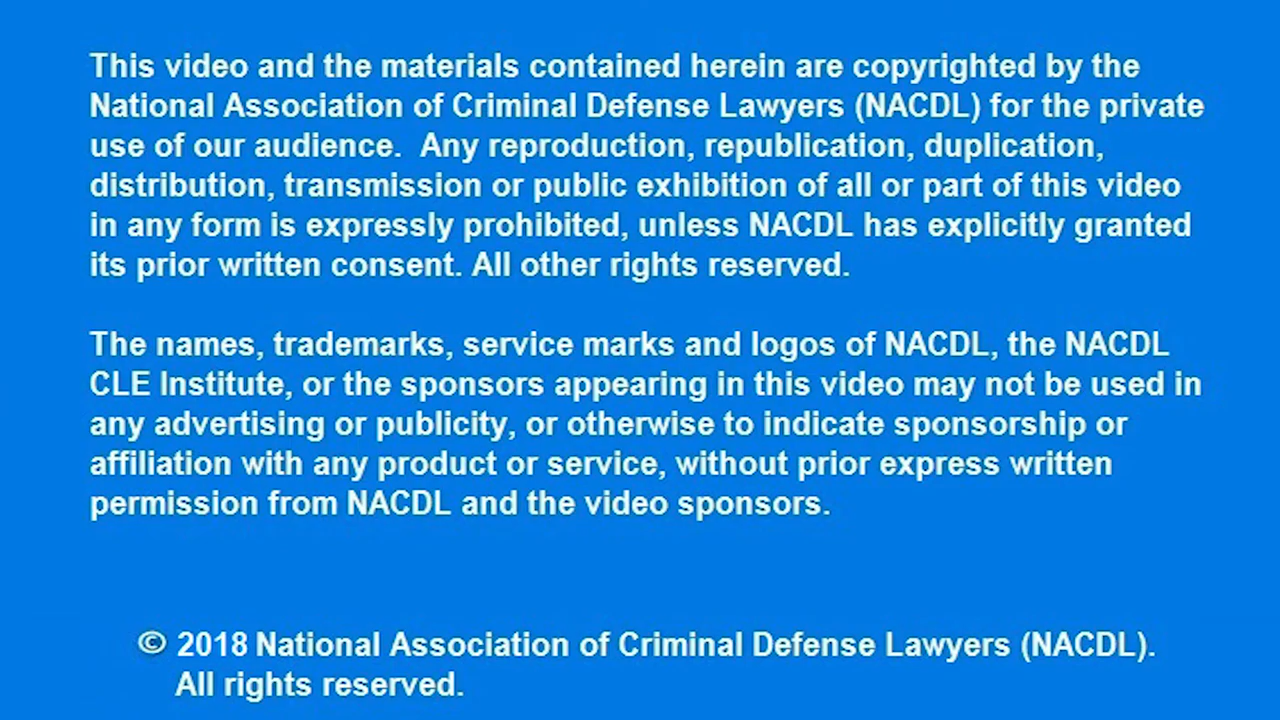 This video and the materials contained herein are copyrighted by the
National Association of Criminal Defense Lawyers (NACDL) for the private
use of our audience.  Any reproduction, republication, duplication,
distribution, transmission or public exhibition of all or part of this video
in any form is expressly prohibited, unless NACDL has explicitly granted
its prior written consent. All other rights reserved.
The names, trademarks, service marks and logos of NACDL, the NACDL
CLE Institute, or the sponsors appearing in this video may not be used in
any advertising or publicity, or otherwise to indicate sponsorship or
affiliation with any product or service, without prior express written
permission from NACDL and the video sponsors.
© 2018 National Association of Criminal Defense Lawyers (NACDL).
All rights reserved.